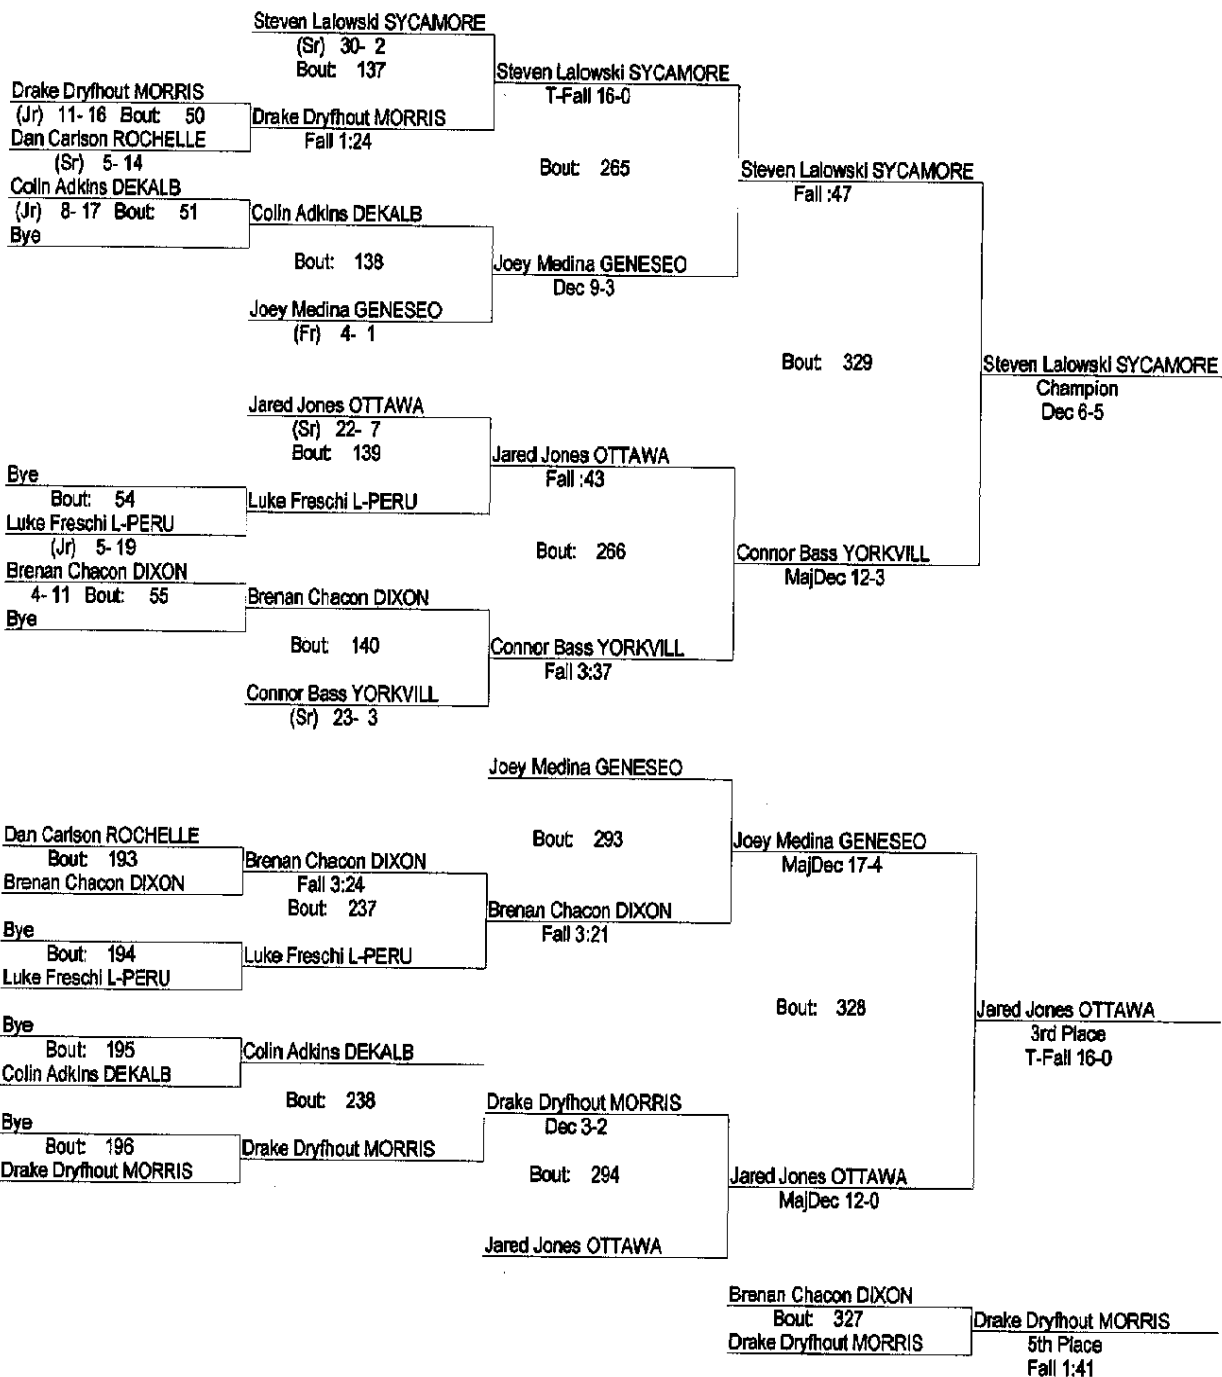 Steven Lalowski SYCAMORE
(Sr) 30- 2
Bout: 137
Steven Lalowski SYCAMORE
T-Fall 16-0
Drake Dryfhout MORRIS
(Jr) 11- 16 Bout: 50
Drake Dryfhout MORRIS
Fall 1:24
Dan Carlson ROCHELLE
(Sr) 5- 14
Bout: 265
Steven Lalowski SYCAMORE
Fall :47
Colin Adkins DEKALB
(Jr) 8- 17 Bout: 51
Colin Adkins DEKALB
Bye
Bout: 138
Joey Medina GENESEO
Dec 9-3
Joey Medina GENESEO
(Fr) 4- 1
Bout: 329
Steven Lalowski SYCAMORE
Champion
Dec 6-5
Jared Jones OTTAWA
(Sr) 22- 7
Bout: 139
Jared Jones OTTAWA
Fall :43
Bye
Bout: 54
Luke Freschi L-PERU
Luke Freschi L-PERU
(Jr) 5- 19
Bout: 266
Connor Bass YORKVILL
MajDec 12-3
Brenan Chacon DIXON
4- 11 Bout: 55
Brenan Chacon DIXON
Bye
Bout: 140
Connor Bass YORKVILL
Fall 3:37
Connor Bass YORKVILL
(Sr) 23- 3
Joey Medina GENESEO
Bout: 293
Joey Medina GENESEO
MajDec 17-4
Dan Carlson ROCHELLE
Bout: 193
Brenan Chacon DIXON
Brenan Chacon DIXON
Fall 3:24
Bout: 237
Brenan Chacon DIXON
Fall 3:21
Bye
Bout: 194
Luke Freschi L-PERU
Luke Freschi L-PERU
Bout: 328
Jared Jones OTTAWA
3rd Place
T-Fall 16-0
Bye
Bout: 195
Colin Adkins DEKALB
Colin Adkins DEKALB
Bout: 238
Drake Dryfhout MORRIS
Dec 3-2
Bye
Bout: 196
Drake Dryfhout MORRIS
Drake Dryfhout MORRIS
Bout: 294
Jared Jones OTTAWA
MajDec 12-0
Jared Jones OTTAWA
Brenan Chacon DIXON
Bout: 327
Drake Dryfhout MORRIS
Drake Dryfhout MORRIS
5th Place
Fall 1:41